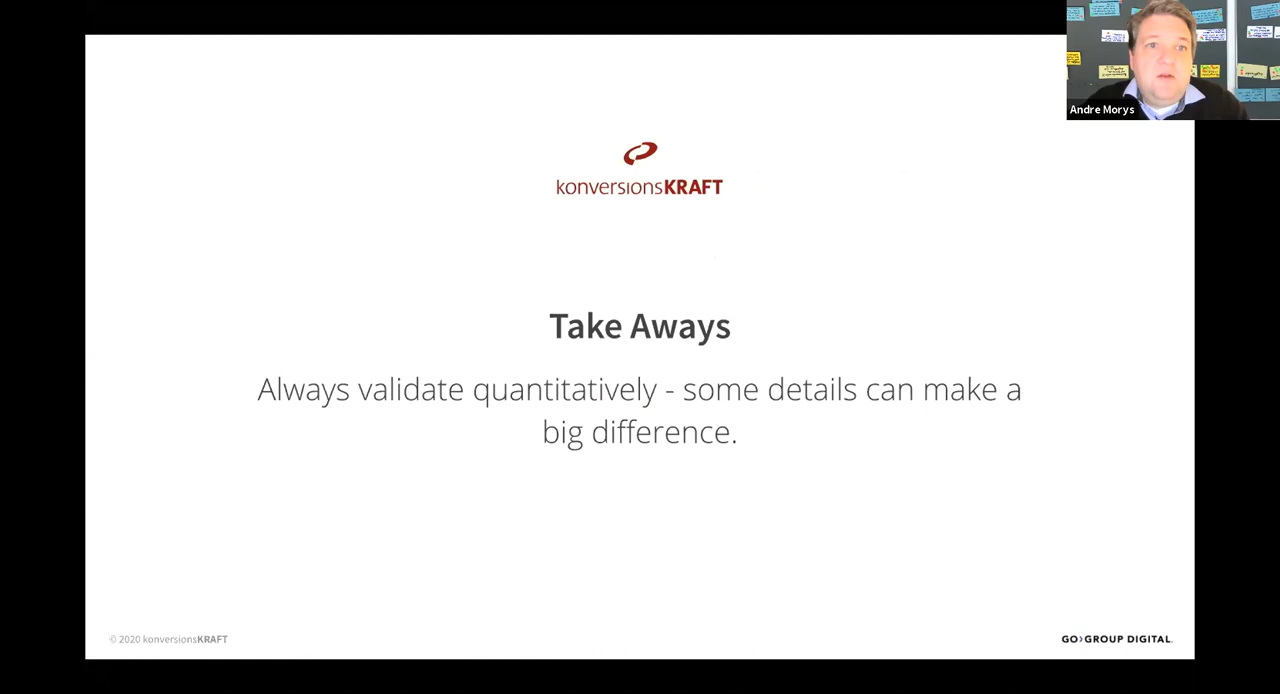 Andre Morys
konversionsKRAFT
Take Aways
Always validate quantitatively - some details can make a
big difference.
© 2020 konversionsKRAFT
GO>GROUP DIGITAL.